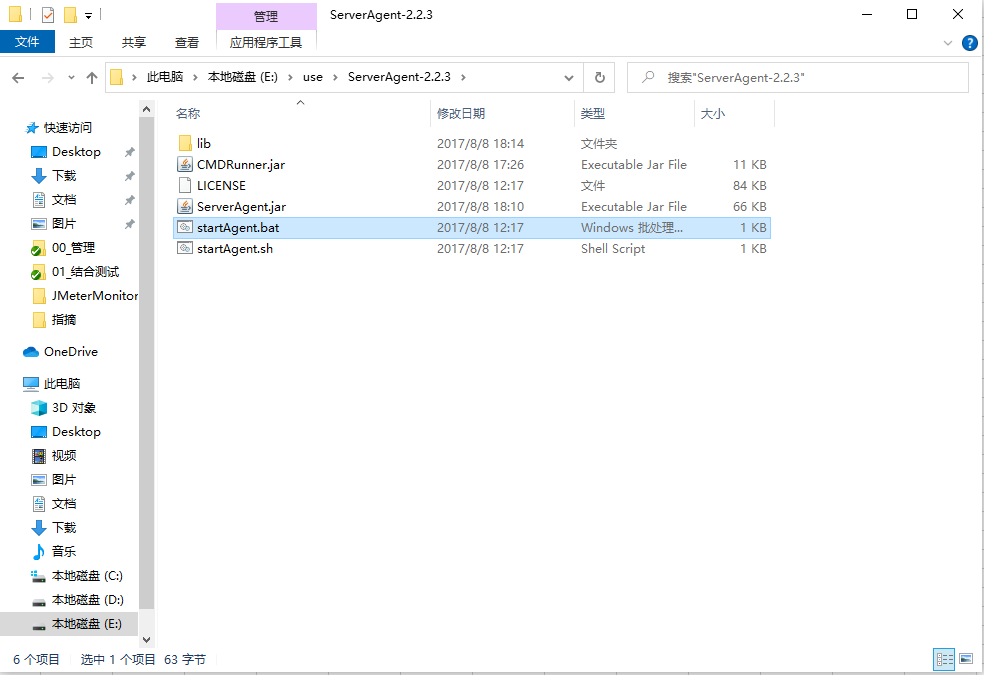 管理
ServerAgent-2.2.3
文件
主页
共享
查看
应用程序工具
此电脑
本地磁盘 (E:)
use
ServerAgent-2.2.3
搜索"ServerAgent-2.2.3"
快速访问
Desktop
下载
文档
图片
00_管理
01_结合测试
JMeterMonitor
指摘
OneDrive
此电脑
3D 对象
Desktop
视频
图片
文档
下载
音乐
本地磁盘 (C:)
本地磁盘 (D:)
本地磁盘 (E:)
名称 修改日期 类型 大小
lib 2017/8/8 18:14 文件夹
CMDRunner.jar 2017/8/8 17:26 Executable Jar File 11 KB
LICENSE 2017/8/8 12:17 文件 84 KB
ServerAgent.jar 2017/8/8 18:10 Executable Jar File 66 KB
startAgent.bat 2017/8/8 12:17 Windows 批处理... 1 KB
startAgent.sh 2017/8/8 12:17 Shell Script 1 KB
6 个项目 选中 1 个项目 63 字节